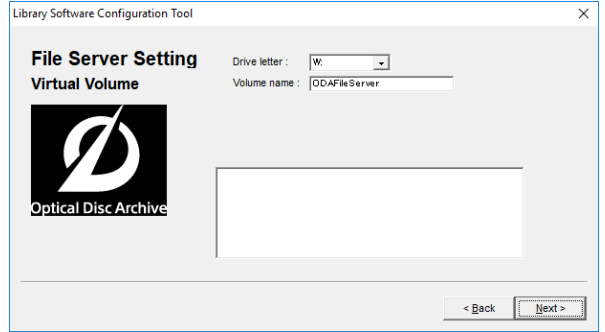 Library Software Configuration Tool
File Server Setting
Virtual Volume
Drive letter : W:
Volume name : ODAFileServer
Optical Disc Archive
< Back Next >